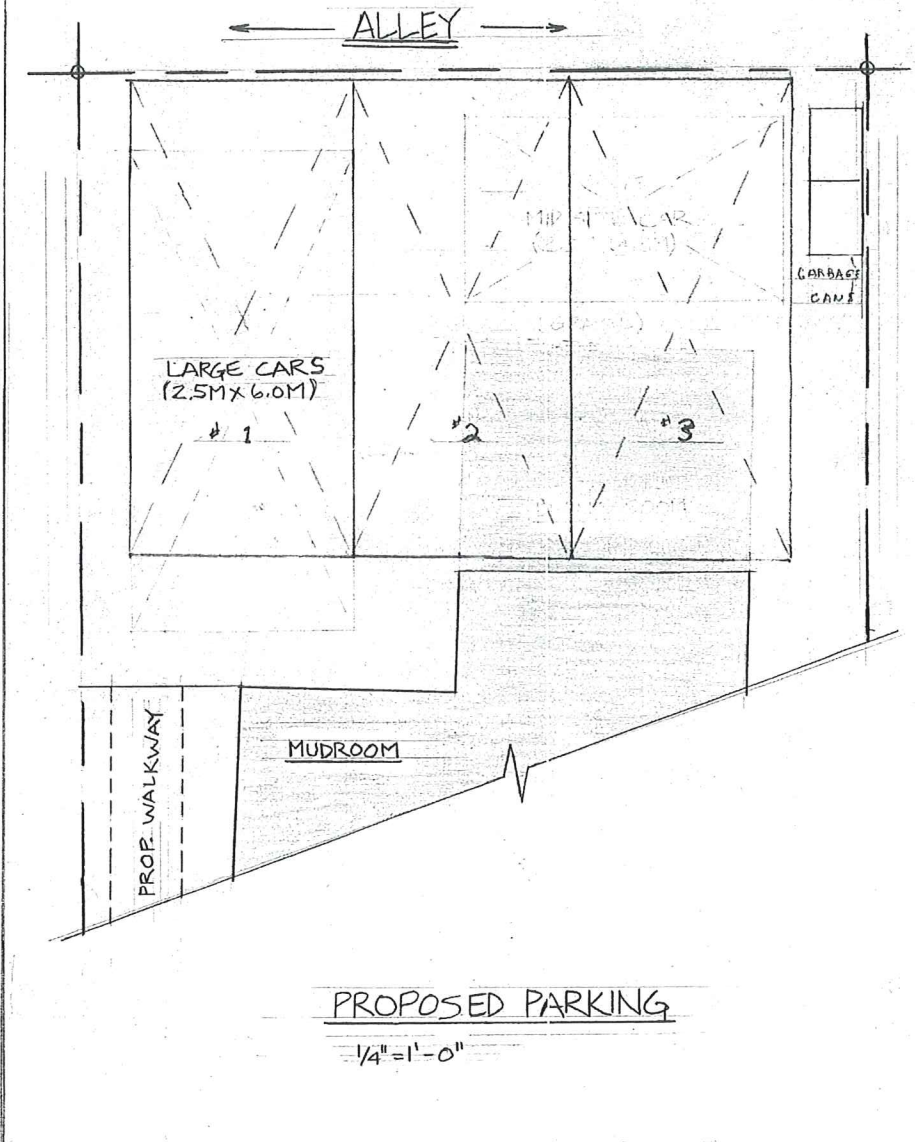 ALLEY
GARBAGE
CANS
LARGE CARS
(2.5M X 6.0M)
# 1
#2
#3
MUDROOM
PROP. WALKWAY
PROPOSED PARKING
1/4" = 1'-0"